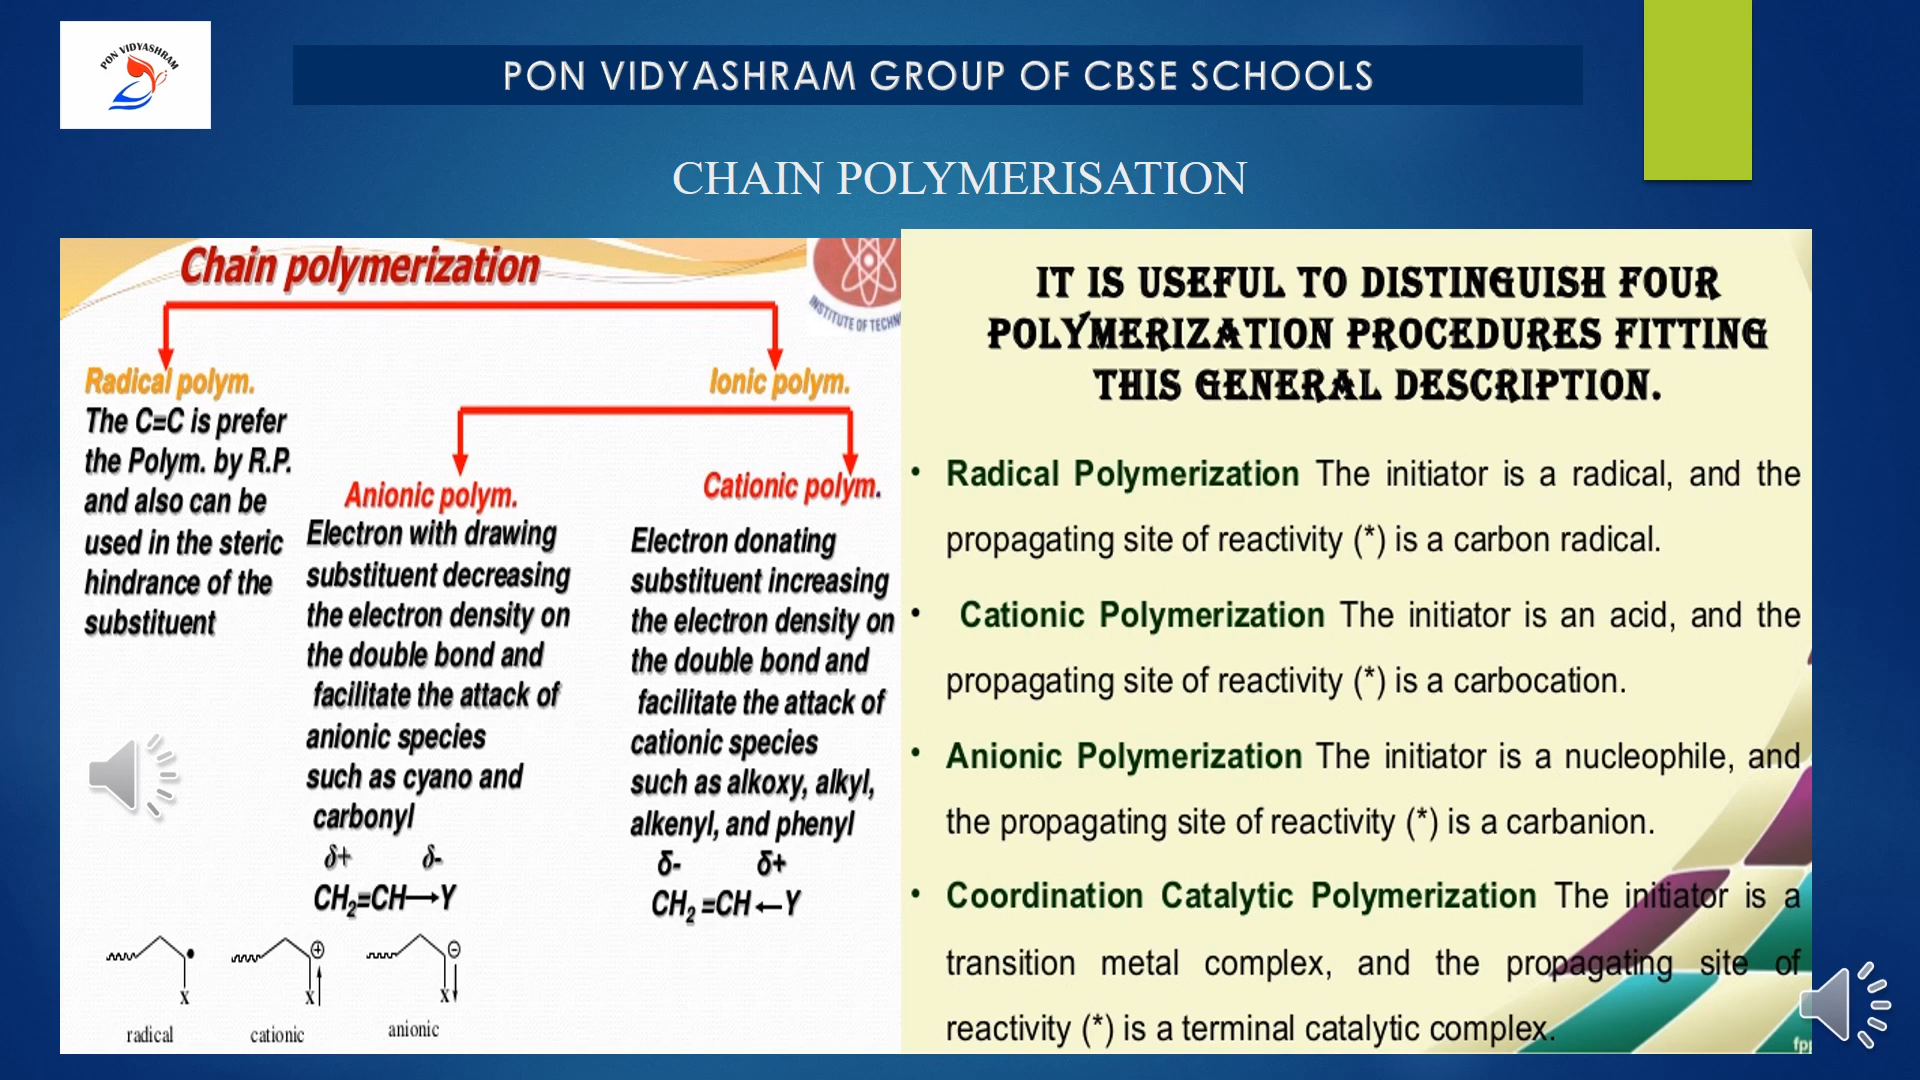 PON VIDYASHRAM
PON VIDYASHRAM GROUP OF CBSE SCHOOLS
CHAIN POLYMERISATION
Chain polymerization
INSTITUTE OF
Radical polym.
The C=C is prefer
the Polym. by R.P.
and also can be
used in the steric
hindrance of the
substituent
Ionic polym.
Anionic polym.
Electron with drawing
substituent decreasing
the electron density on
the double bond and
facilitate the attack of
anionic species
such as cyano and
carbonyl
δ+ δ-
CH₂=CH→Y
Cationic polym.
Electron donating
substituent increasing
the electron density on
the double bond and
facilitate the attack of
cationic species
such as alkoxy, alkyl,
alkenyl, and phenyl
δ- δ+
CH₂ =CH←Y
X
X
X
radical
cationic
anionic
IT IS USEFUL TO DISTINGUISH FOUR
POLYMERIZATION PROCEDURES FITTING
THIS GENERAL DESCRIPTION.
• Radical Polymerization The initiator is a radical, and the
propagating site of reactivity (*) is a carbon radical.
• Cationic Polymerization The initiator is an acid, and the
propagating site of reactivity (*) is a carbocation.
• Anionic Polymerization The initiator is a nucleophile, and
the propagating site of reactivity (*) is a carbanion.
• Coordination Catalytic Polymerization The initiator is a
transition metal complex, and the propagating site of
reactivity (*) is a terminal catalytic complex.